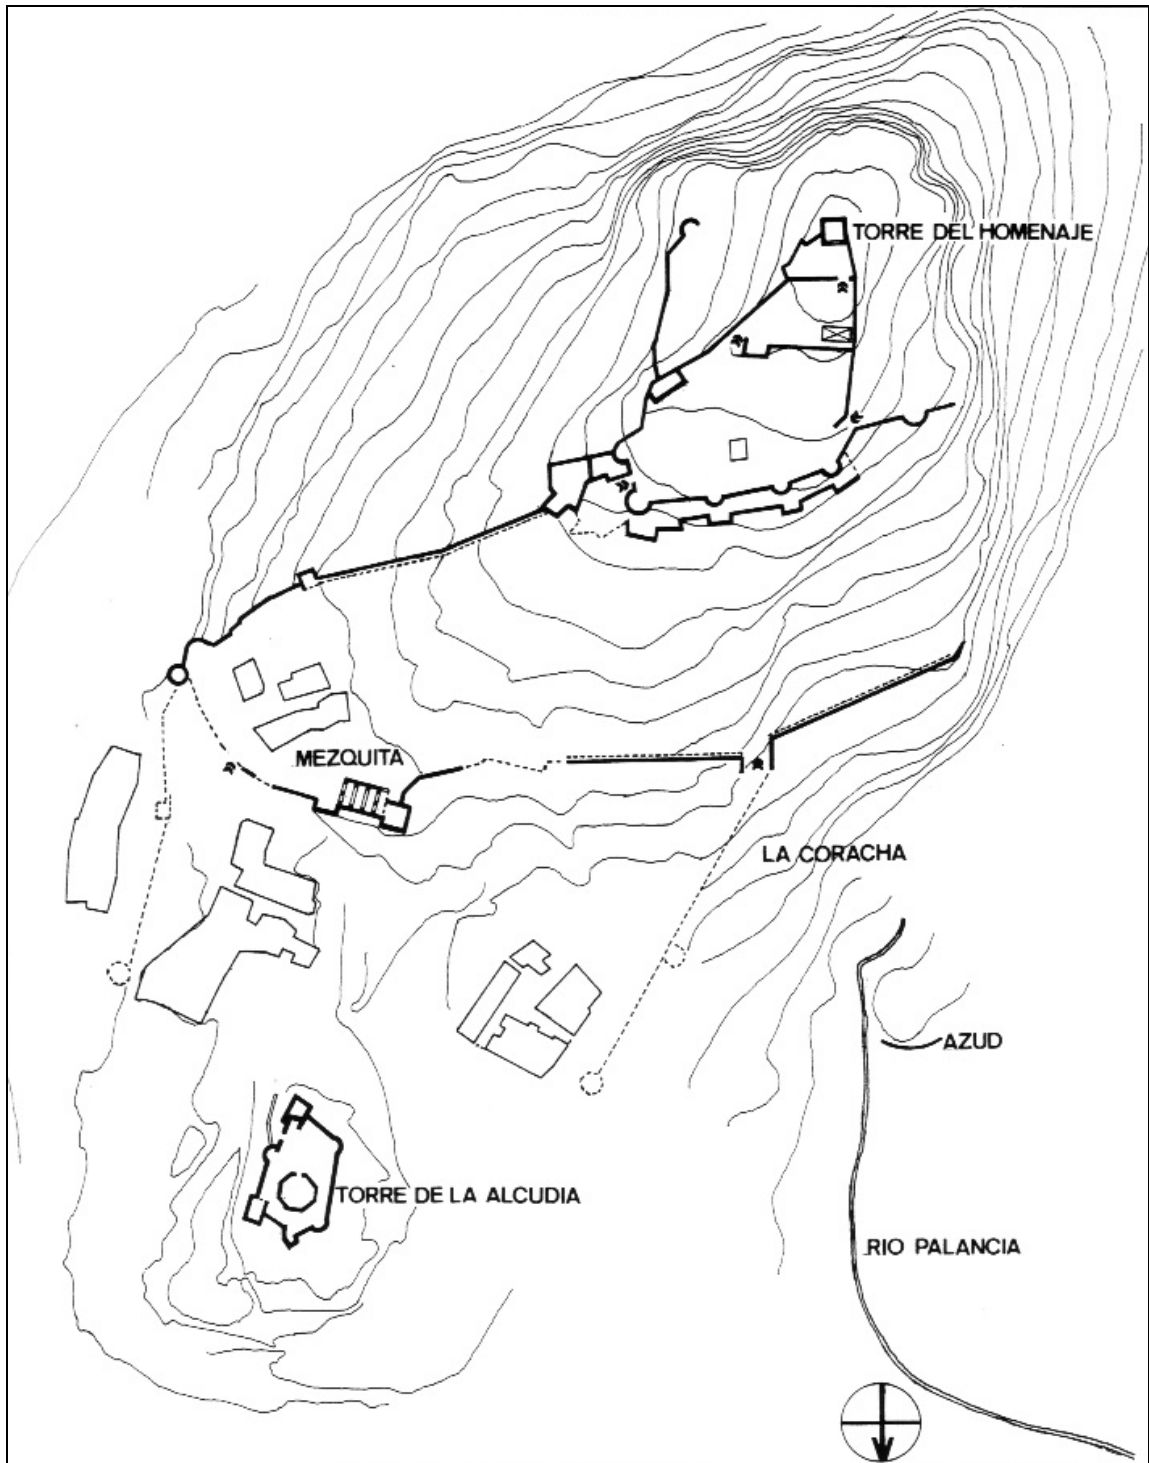 TORRE DEL HOMENAJE
MEZQUITA
LA CORACHA
AZUD
TORRE DE LA ALCUDIA
RIO PALANCIA